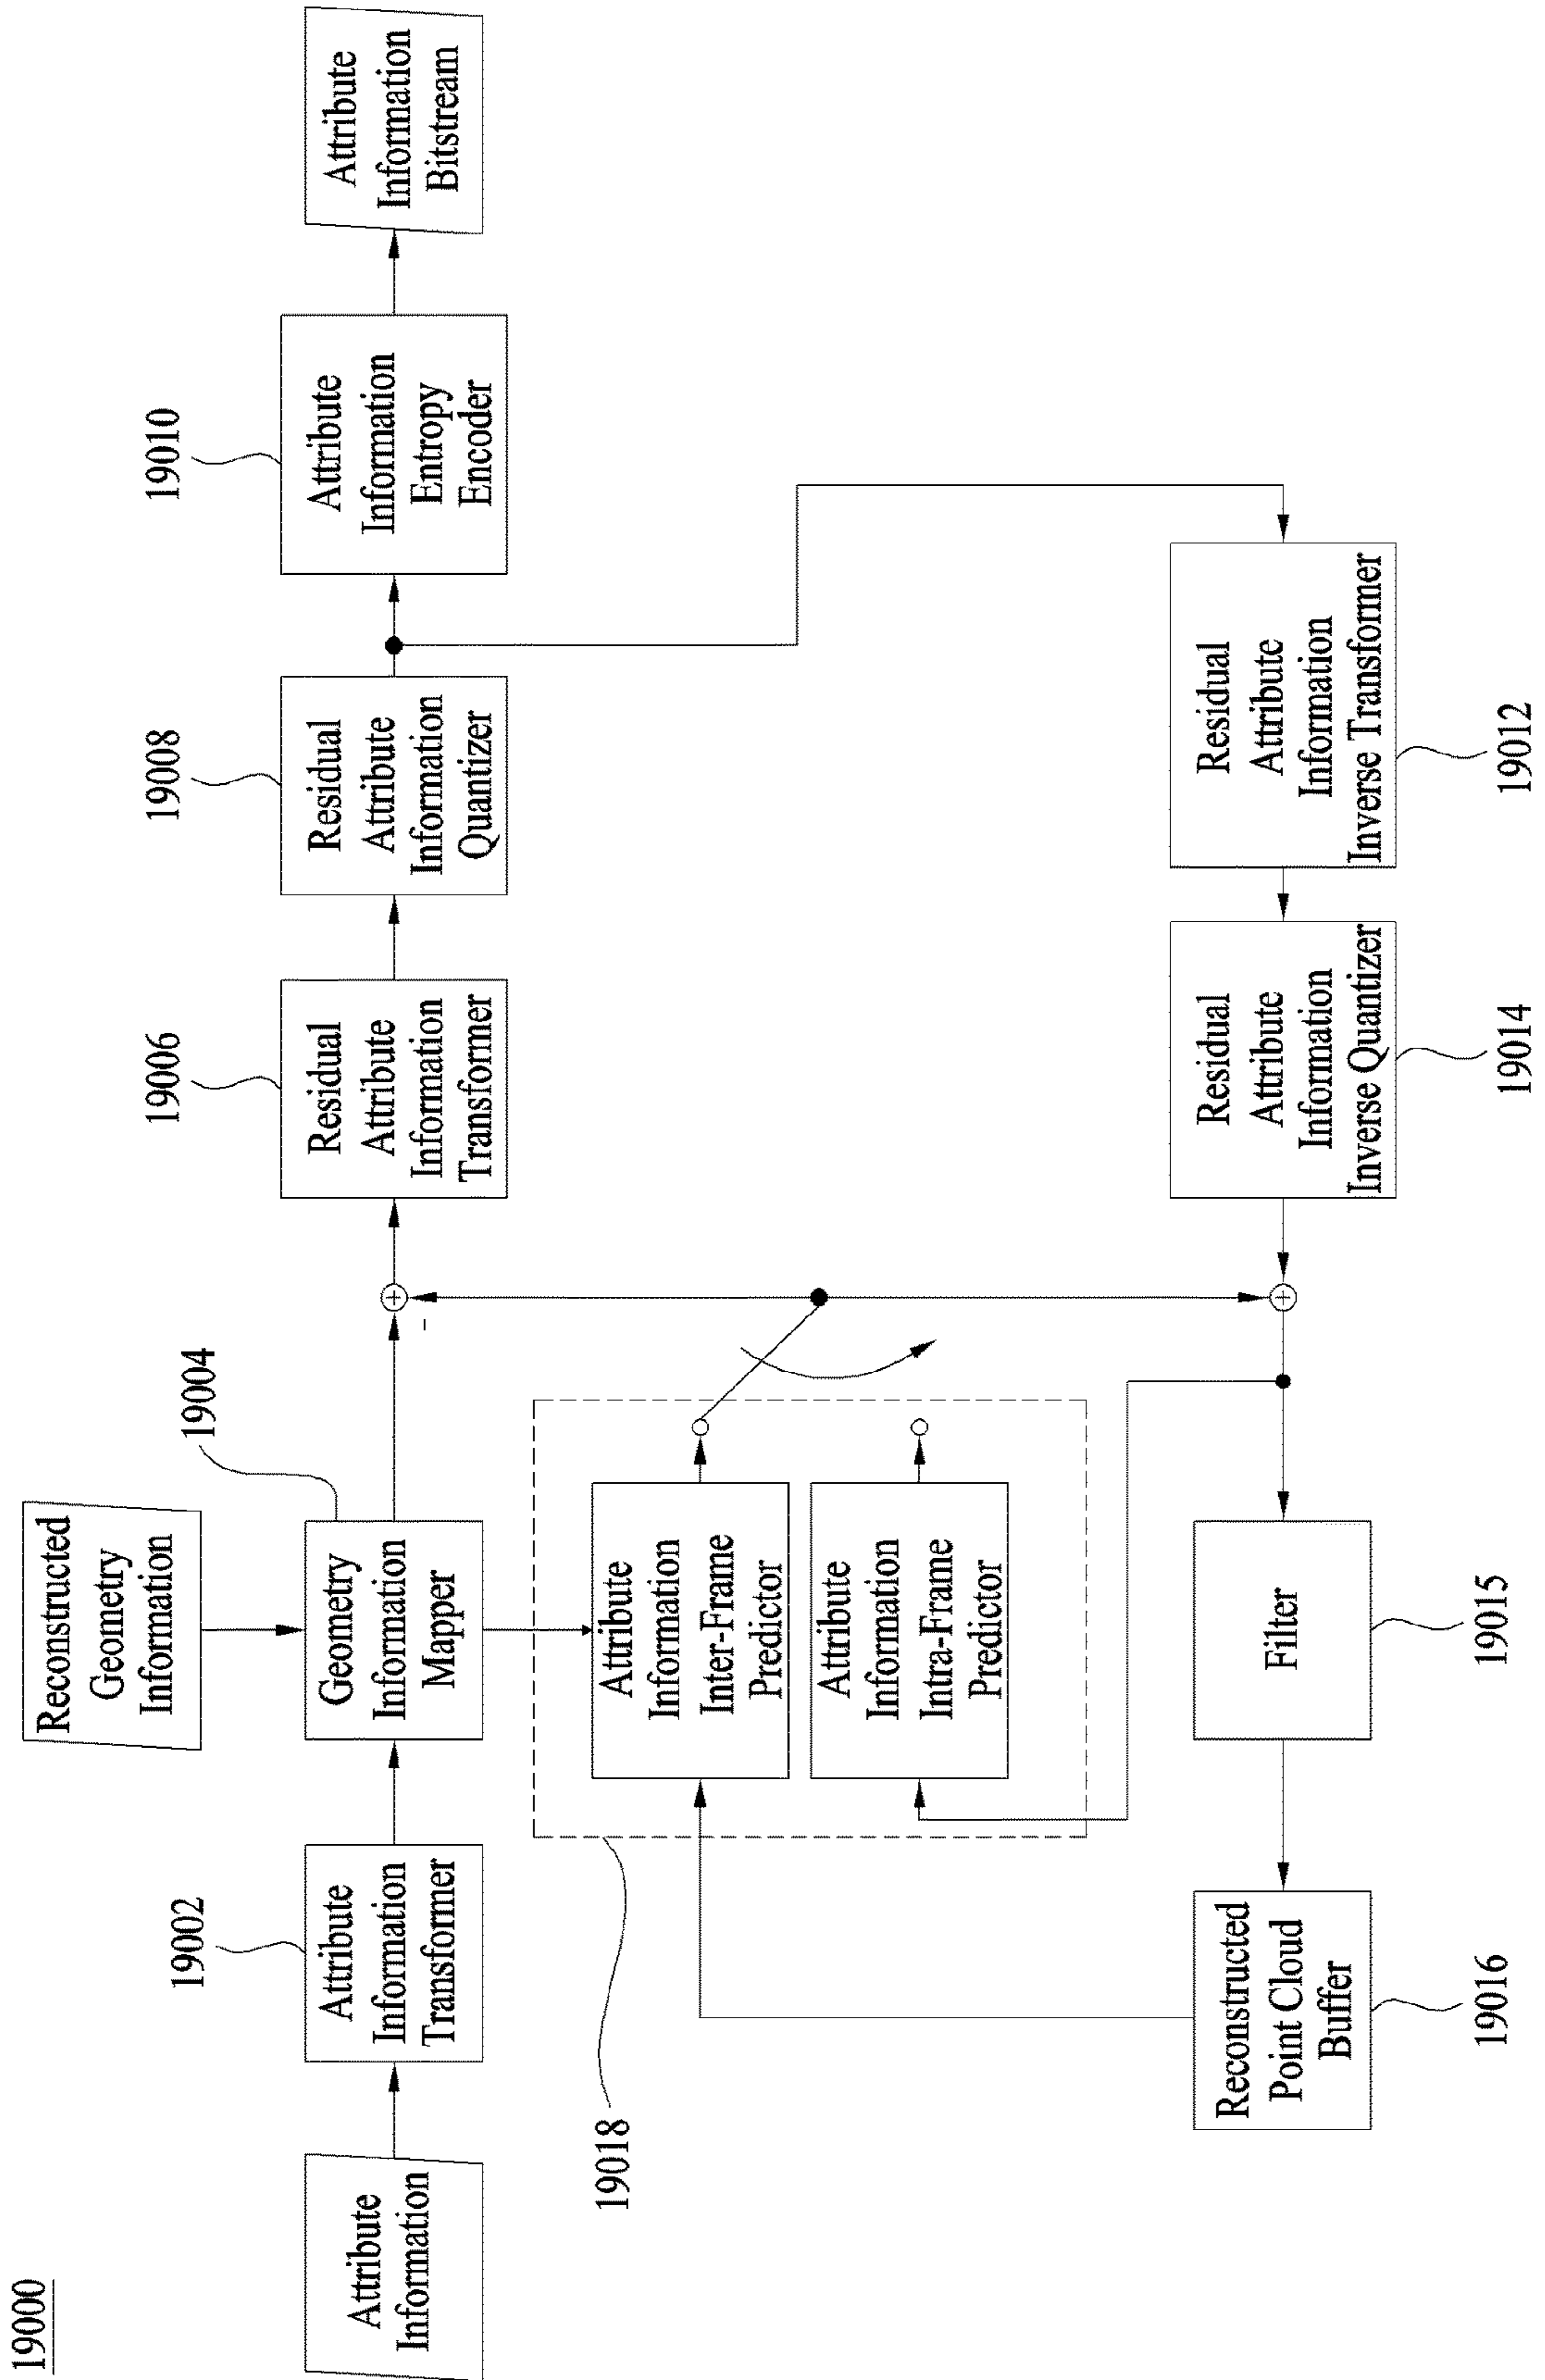 19000
Attribute
Information
19002
Attribute
Information
Transformer
Reconstructed
Geometry
Information
19004
Geometry
Information
Mapper
19006
Residual
Attribute
Information
Transformer
19008
Residual
Attribute
Information
Quantizer
19010
Attribute
Information
Entropy
Encoder
Attribute
Information
Bitstream
-
19018
Attribute
Information
Inter-Frame
Predictor
Attribute
Information
Intra-Frame
Predictor
Reconstructed
Point Cloud
Buffer
19016
Filter
19015
Residual
Attribute
Information
Inverse Quantizer
19014
Residual
Attribute
Information
Inverse Transformer
19012